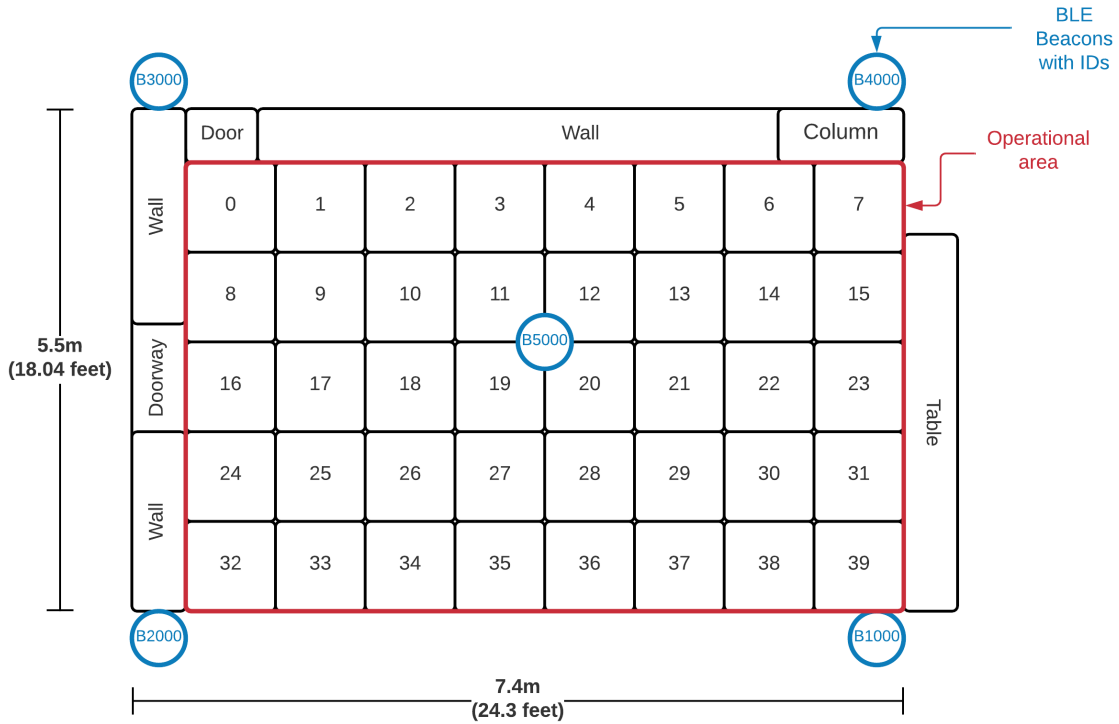 BLE
Beacons
with IDs
B3000
B4000
Door
Wall
Column
Operational
area
Wall
0 1 2 3 4 5 6 7
8 9 10 11 12 13 14 15
B5000
5.5m
(18.04 feet)
Doorway
16 17 18 19 20 21 22 23
Table
24 25 26 27 28 29 30 31
Wall
32 33 34 35 36 37 38 39
B2000
B1000
7.4m
(24.3 feet)